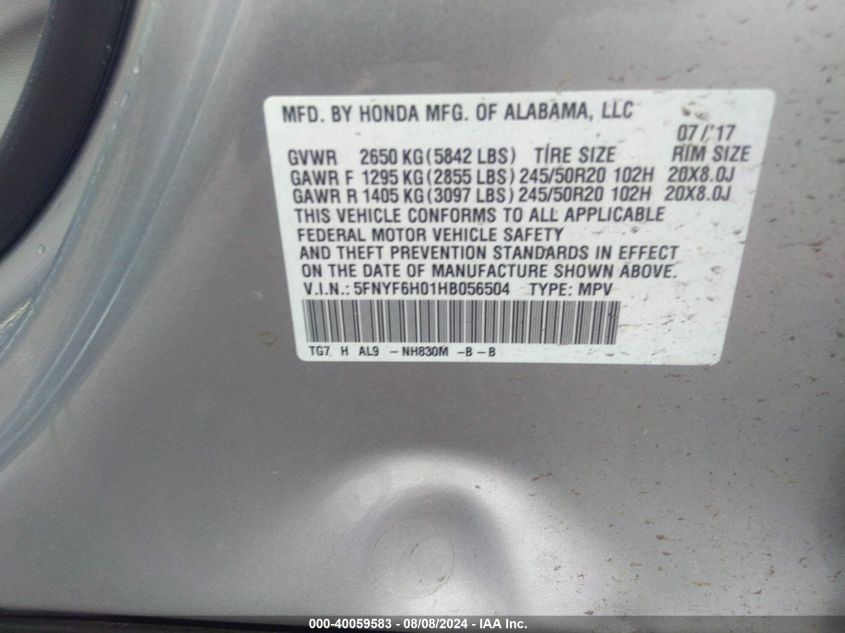 MFD. BY HONDA MFG. OF ALABAMA, LLC
07 /'17
GVWR 2650 KG (5842 LBS) TIRE SIZE RIM SIZE
GAWR F 1295 KG (2855 LBS) 245/50R20 102H 20X8.0J
GAWR R 1405 KG (3097 LBS) 245/50R20 102H 20X8.0J
THIS VEHICLE CONFORMS TO ALL APPLICABLE
FEDERAL MOTOR VEHICLE SAFETY
AND THEFT PREVENTION STANDARDS IN EFFECT
ON THE DATE OF MANUFACTURE SHOWN ABOVE.
V.I.N.: 5FNYF6H01HB056504 TYPE: MPV
TG7 H AL9 -NH830M -B-B
000-40059583 - 08/08/2024 - IAA Inc.